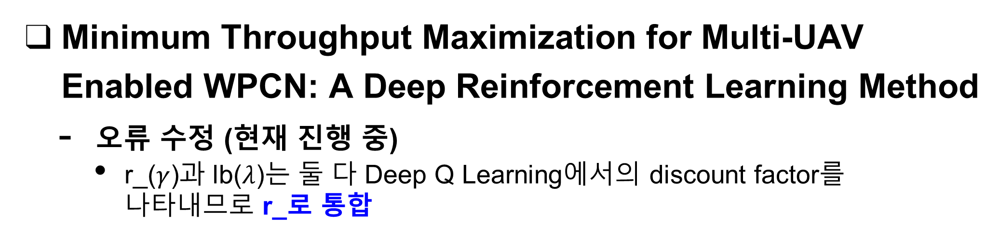 ❑ Minimum Throughput Maximization for Multi-UAV
Enabled WPCN: A Deep Reinforcement Learning Method
- 오류 수정 (현재 진행 중)
• r_(γ)과 lb(λ)는 둘 다 Deep Q Learning에서의 discount factor를
나타내므로 r_로 통합